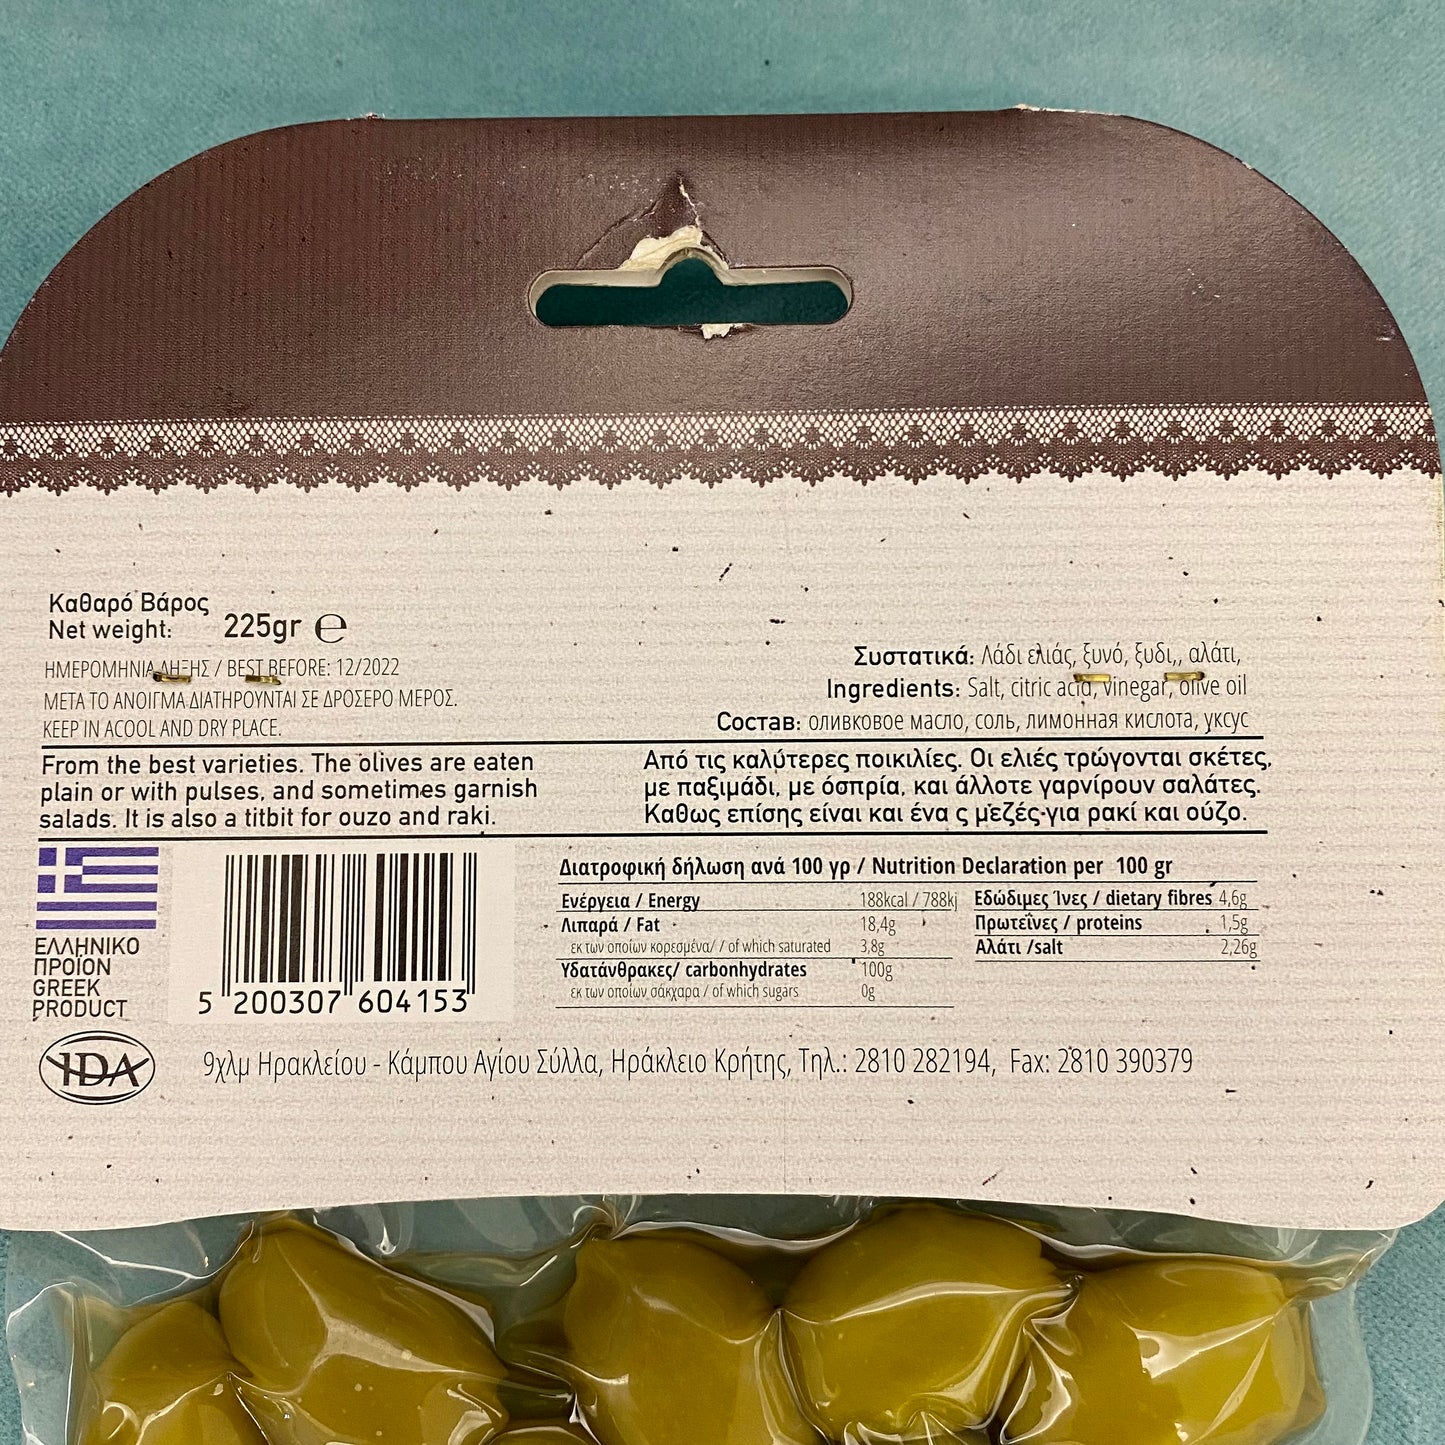 Καθαρό Βάρος
Net weight: 225gr ℮
ΗΜΕΡΟΜΗΝΙΑ ΛΗΞΗΣ / BEST BEFORE: 12/2022
ΜΕΤΑ ΤΟ ΑΝΟΙΓΜΑ ΔΙΑΤΗΡΟΥΝΤΑΙ ΣΕ ΔΡΟΣΕΡΟ ΜΕΡΟΣ.
KEEP IN ACOOL AND DRY PLACE.
Συστατικά: Λάδι ελιάς, ξυνό, ξυδι,, αλάτι,
Ingredients: Salt, citric acid, vinegar, olive oil
Состав: оливковое масло, соль, лимонная кислота, уксус
From the best varieties. The olives are eaten
plain or with pulses, and sometimes garnish
salads. It is also a titbit for ouzo and raki.
Από τις καλύτερες ποικιλίες. Οι ελιές τρώγονται σκέτες,
με παξιμάδι, με όσπρία, και άλλοτε γαρνίρουν σαλάτες.
Καθως επίσης είναι και ένα ς μεζές για ρακί και ούζο.
ΕΛΛΗΝΙΚΟ
ΠΡΟΪΟΝ
GREEK
PRODUCT
5 200307 604153
Διατροφική δήλωση ανά 100 γρ / Nutrition Declaration per 100 gr
Ενέργεια / Energy 188kcal / 788kj
Λιπαρά / Fat 18,4g
εκ των οποίων κορεσμένα/ / of which saturated 3,8g
Υδατάνθρακες/ carbonhydrates 100g
εκ των οποίων σάκχαρα / of which sugars 0g
Εδώδιμες Ίνες / dietary fibres 4,6g
Πρωτεΐνες / proteins 1,5g
Αλάτι /salt 2,26g
IDA
9χλμ Ηρακλείου - Κάμπου Αγίου Σύλλα, Ηράκλειο Κρήτης, Τηλ.: 2810 282194, Fax: 2810 390379